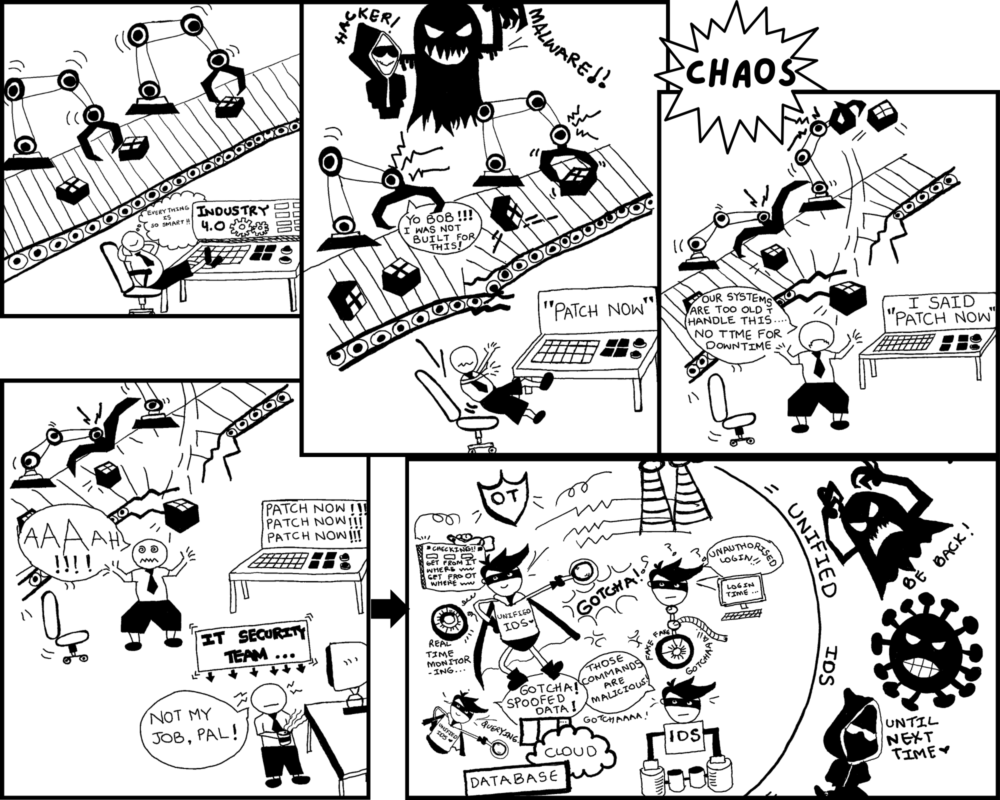 EVERYTHING
IS
SO SMART!!
INDUSTRY
4.0
HACKER!
MALWARE!!
YO BOB!!!
I WAS NOT
BUILT FOR
THIS!
"PATCH NOW"
CHAOS
OUR SYSTEMS
ARE TOO OLD T
HANDLE THIS....
NO TIME FOR
DOWNTIME
I SAID
"PATCH NOW"
AAAAH
!!!!
PATCH NOW!!!
PATCH NOW!!!
PATCH NOW!!!
IT SECURITY
TEAM...
NOT MY
JOB, PAL!
OT
CHECKING!!
GET FROM IT
WHERE
GET FRO OT
WHERE
UNIFIED
IDS♥
REAL
TIME
MONITOR
-ING...
GOTCHA!
UNAUTHORISED
LOGIN!!
LOGIN
TIME...
FAKE FAKE
GOTCHAAA!!
GOTCHA!
SPOOFED
DATA!
THOSE
COMMANDS
ARE
MALICIOUS!
GOTCHAAAA!
UNIFIED
IDS♥
QUERYING.
CLOUD
DATABASE
IDS
UNIFIED
IDS
BE BACK!
UNTIL
NEXT
TIME♥